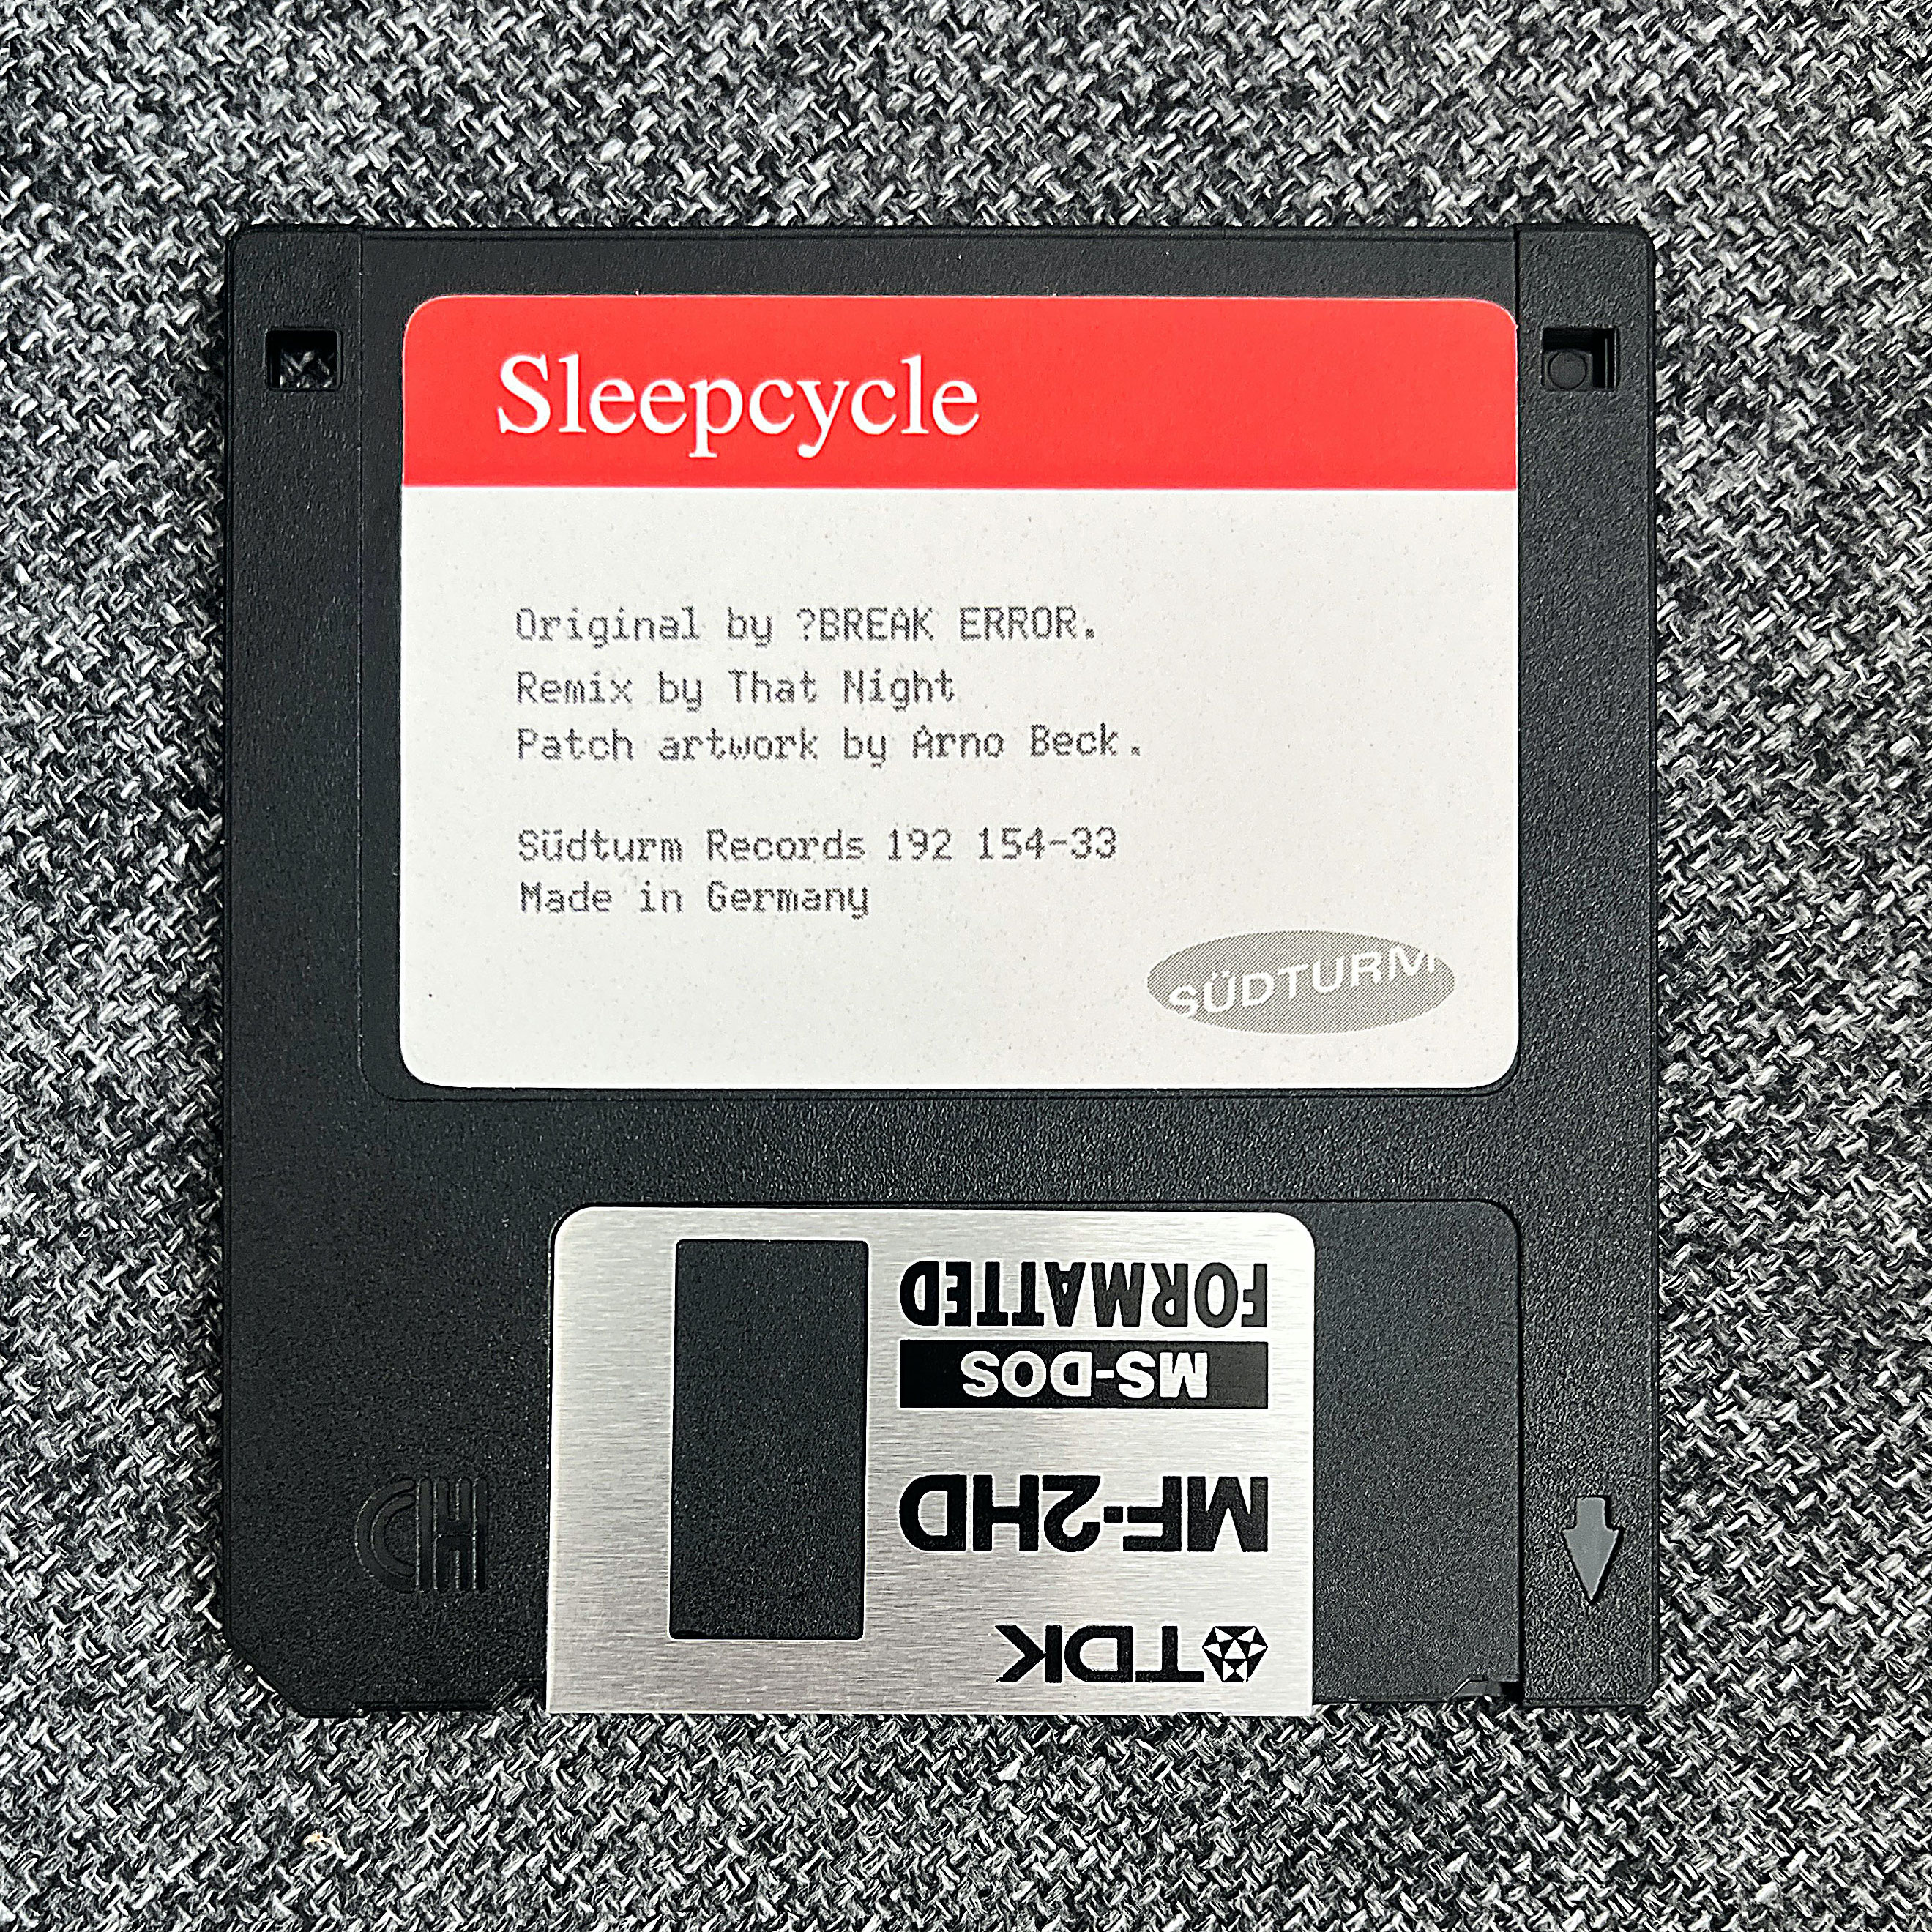 Sleepcycle
Original by ?BREAK ERROR.
Remix by That Night
Patch artwork by Arno Beck.
Südturm Records 192 154-33
Made in Germany
SÜDTURM
FORMATTED
MS-DOS
MF-2HD
TDK
HD